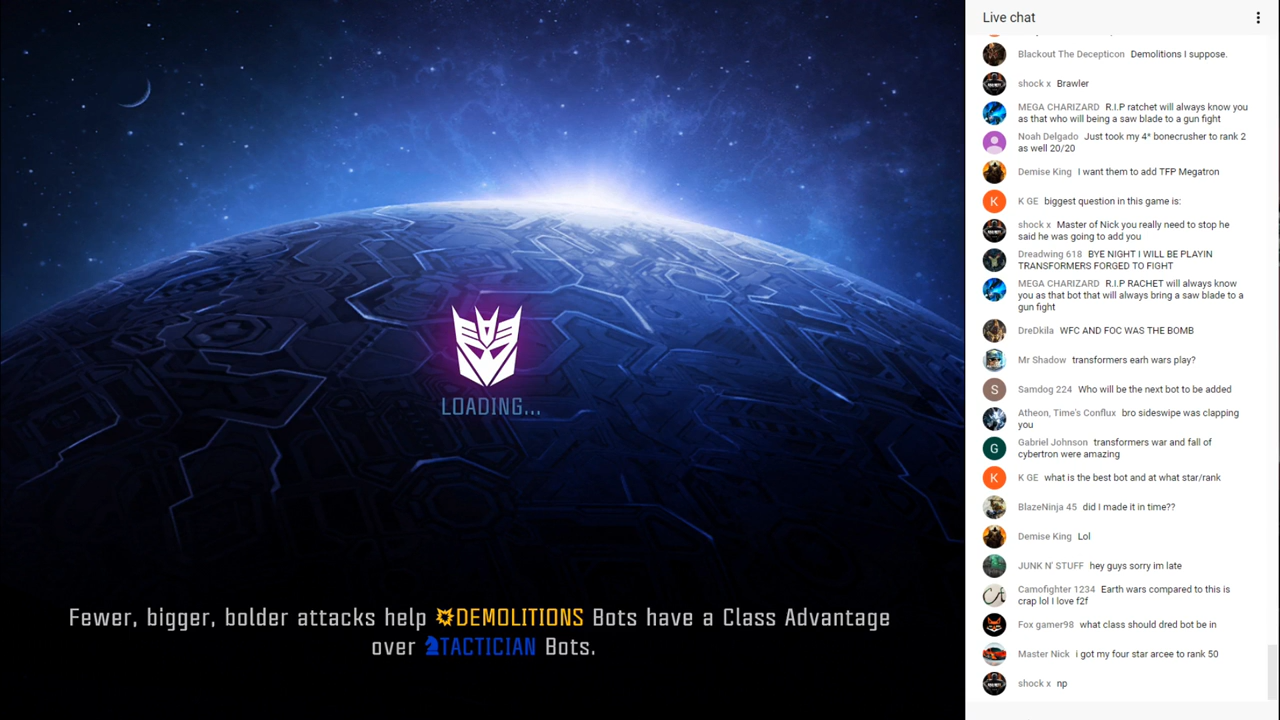 LOADING...
Fewer, bigger, bolder attacks help DEMOLITIONS Bots have a Class Advantage
over TACTICIAN Bots.
Live chat
Blackout The Decepticon Demolitions I suppose.
shock x Brawler
MEGA CHARIZARD R.I.P ratchet will always know you
as that who will being a saw blade to a gun fight
Noah Delgado Just took my 4* bonecrusher to rank 2
as well 20/20
Demise King I want them to add TFP Megatron
K
K GE biggest question in this game is:
shock x Master of Nick you really need to stop he
said he was going to add you
Dreadwing 618 BYE NIGHT I WILL BE PLAYIN
TRANSFORMERS FORGED TO FIGHT
MEGA CHARIZARD R.I.P RACHET will always know
you as that bot that will always bring a saw blade to a
gun fight
DreDkila WFC AND FOC WAS THE BOMB
Mr Shadow transformers earh wars play?
S
Samdog 224 Who will be the next bot to be added
Atheon, Time's Conflux bro sideswipe was clapping
you
G
Gabriel Johnson transformers war and fall of
cybertron were amazing
K
K GE what is the best bot and at what star/rank
BlazeNinja 45 did I made it in time??
Demise King Lol
JUNK N' STUFF hey guys sorry im late
Camofighter 1234 Earth wars compared to this is
crap lol I love f2f
Fox gamer98 what class should dred bot be in
Master Nick i got my four star arcee to rank 50
shock x np